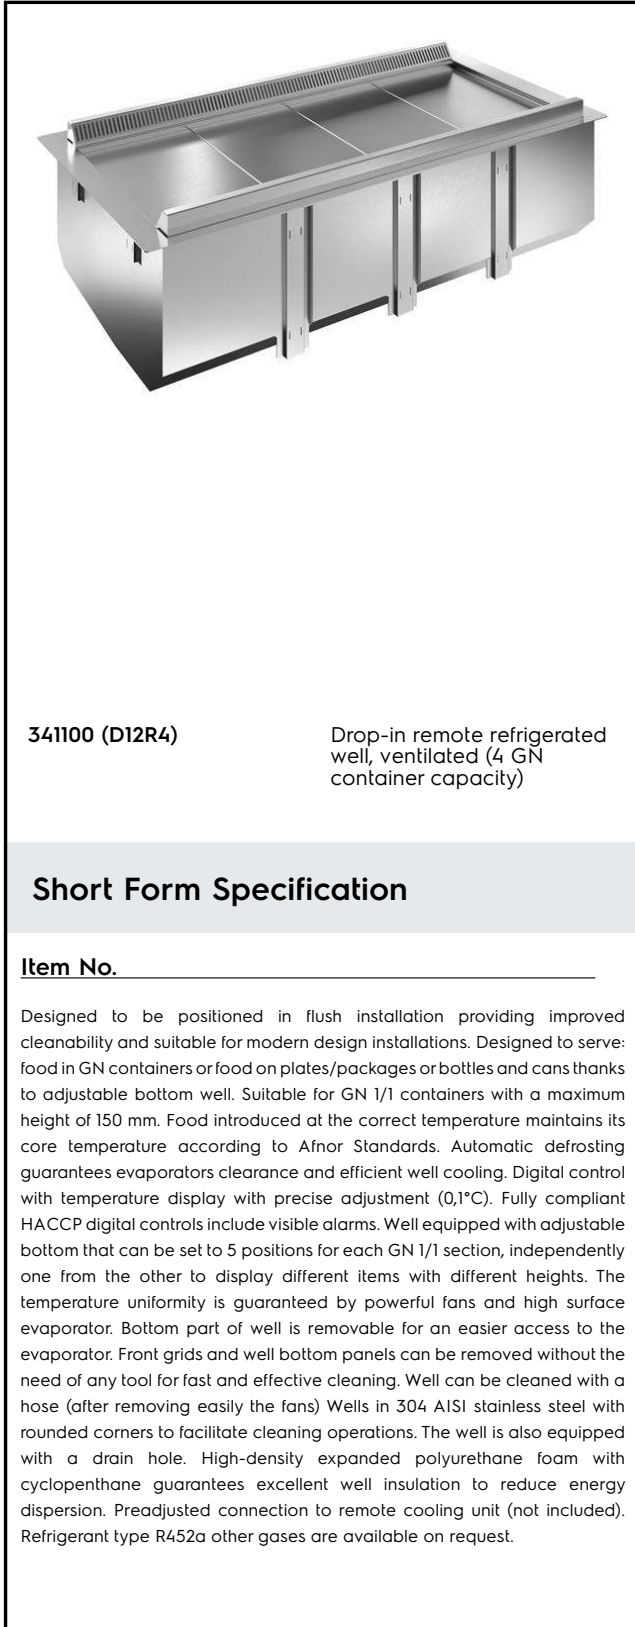 341100 (D12R4)
Drop-in remote refrigerated
well, ventilated (4 GN
container capacity)
Short Form Specification
Item No.
Designed to be positioned in flush installation providing improved
cleanability and suitable for modern design installations. Designed to serve:
food in GN containers or food on plates/packages or bottles and cans thanks
to adjustable bottom well. Suitable for GN 1/1 containers with a maximum
height of 150 mm. Food introduced at the correct temperature maintains its
core temperature according to Afnor Standards. Automatic defrosting
guarantees evaporators clearance and efficient well cooling. Digital control
with temperature display with precise adjustment (0,1°C). Fully compliant
HACCP digital controls include visible alarms. Well equipped with adjustable
bottom that can be set to 5 positions for each GN 1/1 section, independently
one from the other to display different items with different heights. The
temperature uniformity is guaranteed by powerful fans and high surface
evaporator. Bottom part of well is removable for an easier access to the
evaporator. Front grids and well bottom panels can be removed without the
need of any tool for fast and effective cleaning. Well can be cleaned with a
hose (after removing easily the fans) Wells in 304 AISI stainless steel with
rounded corners to facilitate cleaning operations. The well is also equipped
with a drain hole. High-density expanded polyurethane foam with
cyclopenthane guarantees excellent well insulation to reduce energy
dispersion. Preadjusted connection to remote cooling unit (not included).
Refrigerant type R452a other gases are available on request.